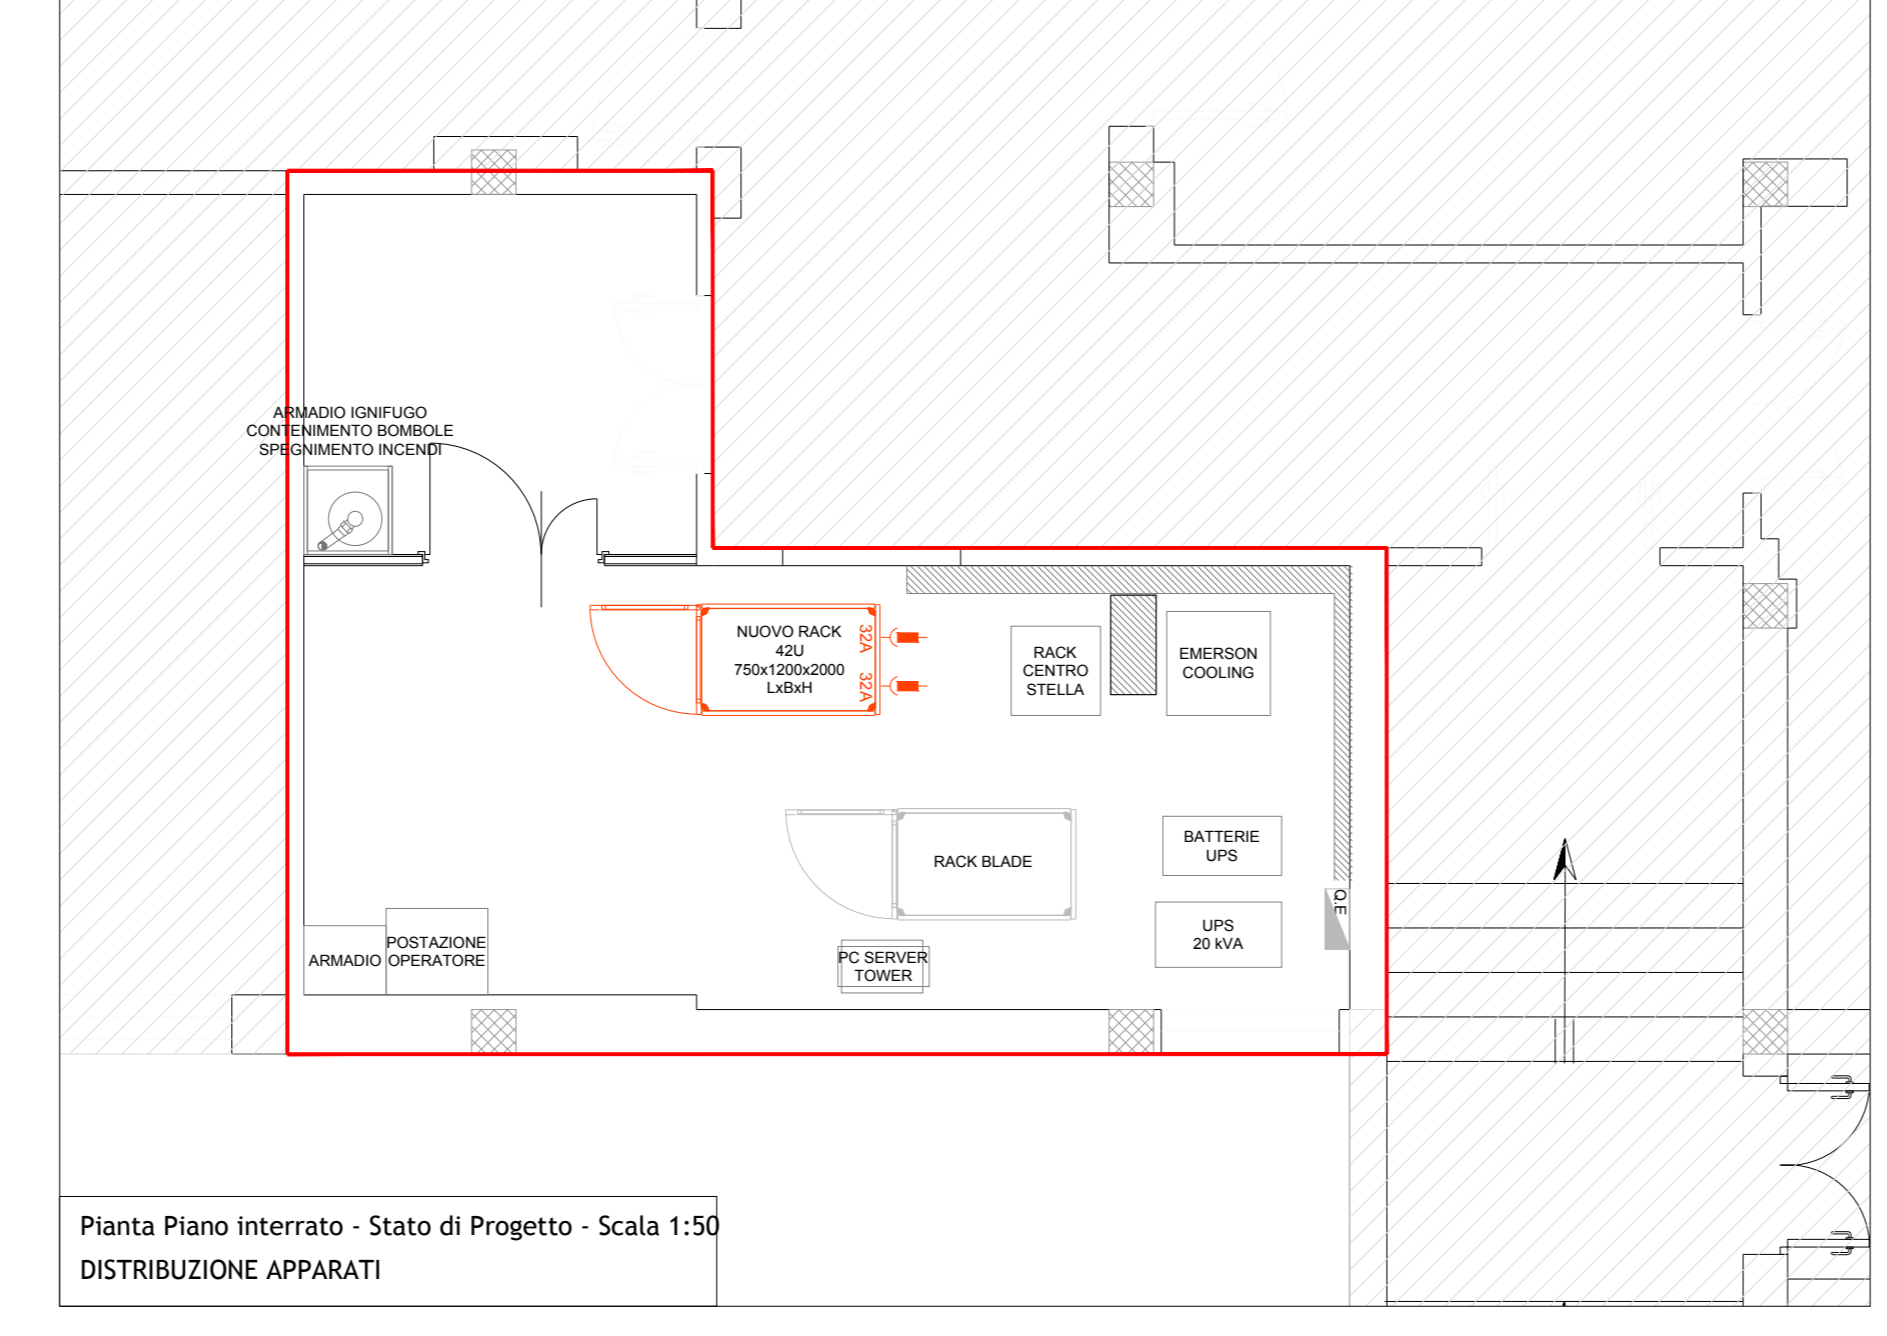 ARMADIO IGNIFUGO
CONTENIMENTO BOMBOLE
SPEGNIMENTO INCENDI
NUOVO RACK
42U
750x1200x2000
LxBxH
32A
32A
RACK
CENTRO
STELLA
EMERSON
COOLING
RACK BLADE
BATTERIE
UPS
Q.E
UPS
20 kVA
ARMADIO
POSTAZIONE
OPERATORE
PC SERVER
TOWER
Pianta Piano interrato - Stato di Progetto - Scala 1:50
DISTRIBUZIONE APPARATI